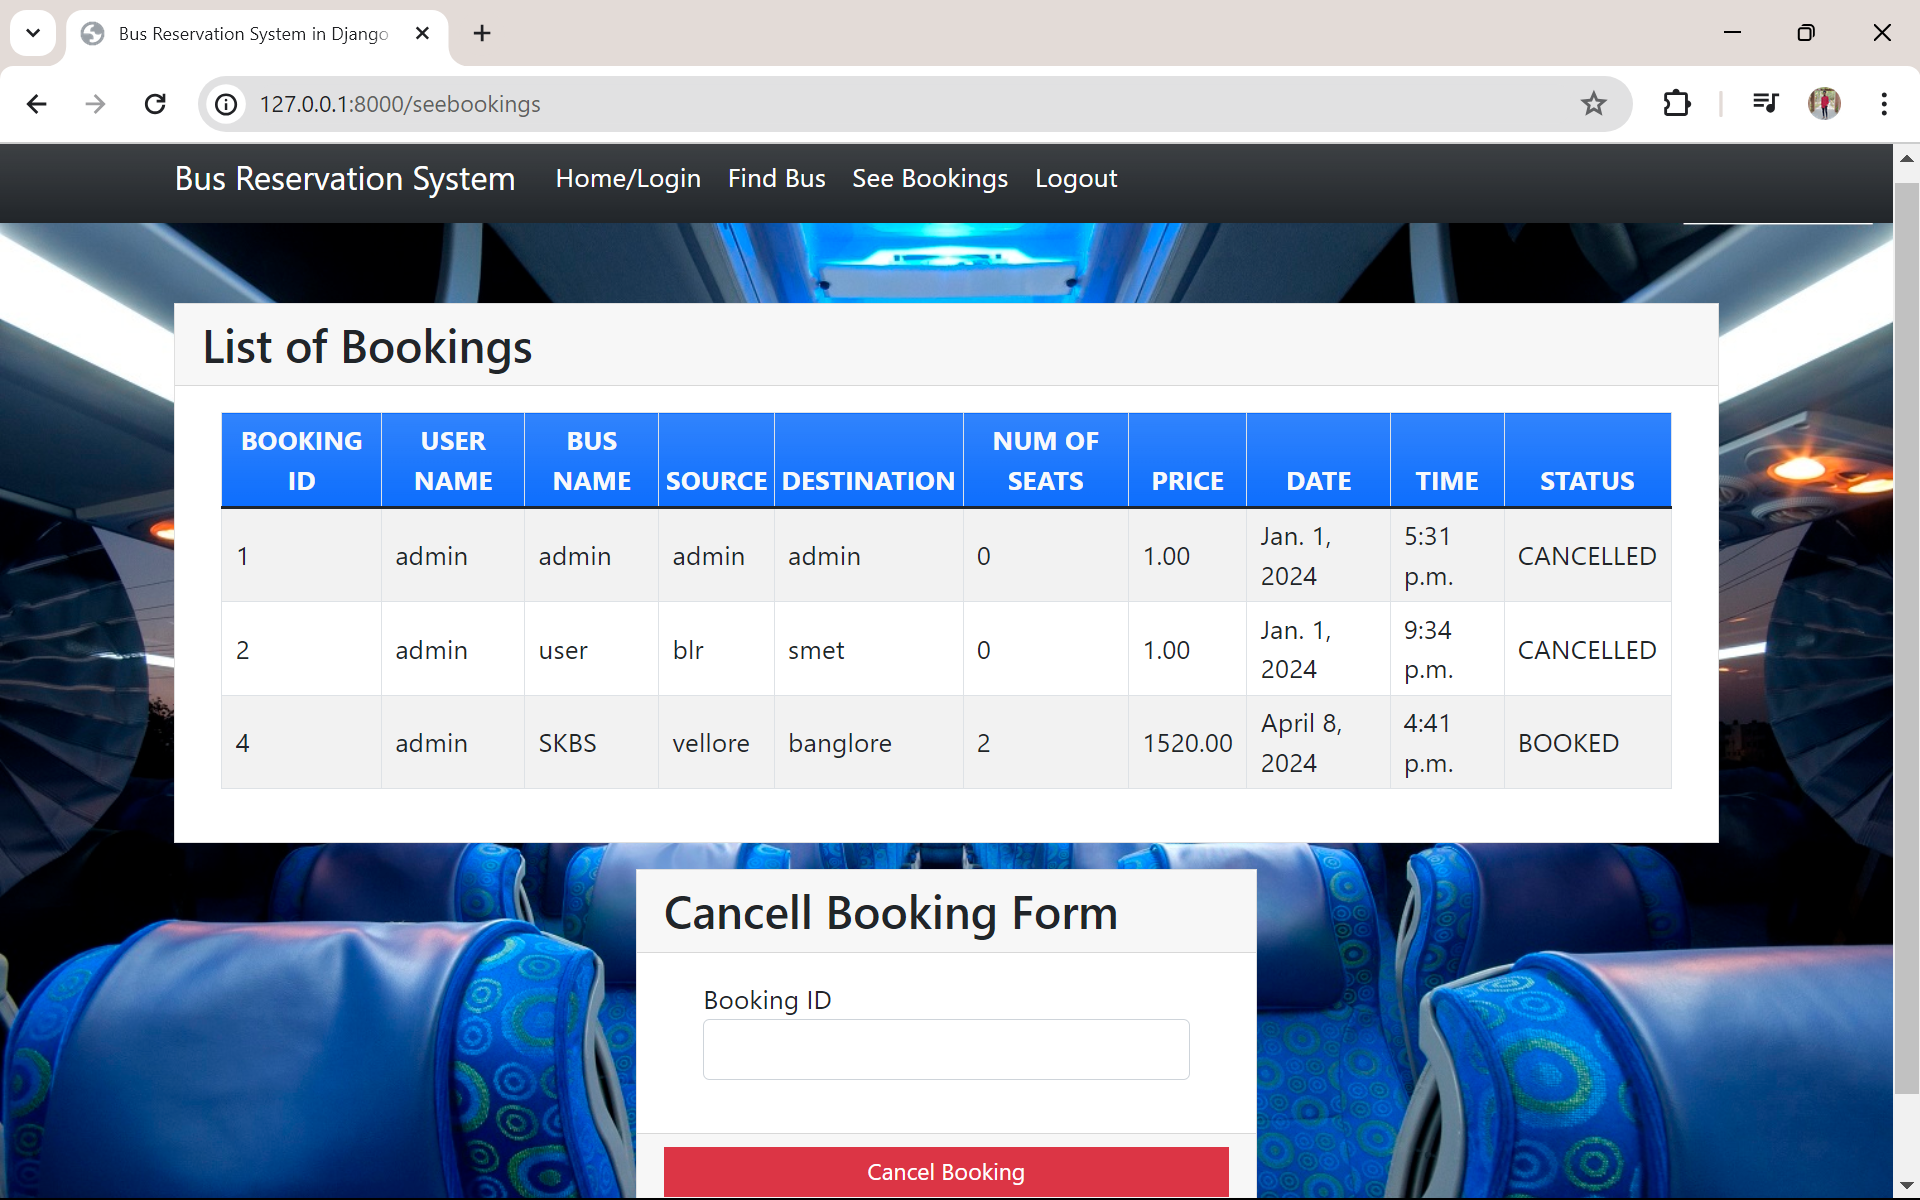 Bus Reservation System in Django
127.0.0.1:8000/seebookings
Bus Reservation System Home/Login Find Bus See Bookings Logout
List of Bookings
BOOKING ID USER NAME BUS NAME SOURCE DESTINATION NUM OF SEATS PRICE DATE TIME STATUS
1 admin admin admin admin 0 1.00 Jan. 1, 2024 5:31 p.m. CANCELLED
2 admin user blr smet 0 1.00 Jan. 1, 2024 9:34 p.m. CANCELLED
4 admin SKBS vellore banglore 2 1520.00 April 8, 2024 4:41 p.m. BOOKED
Cancell Booking Form
Booking ID
Cancel Booking